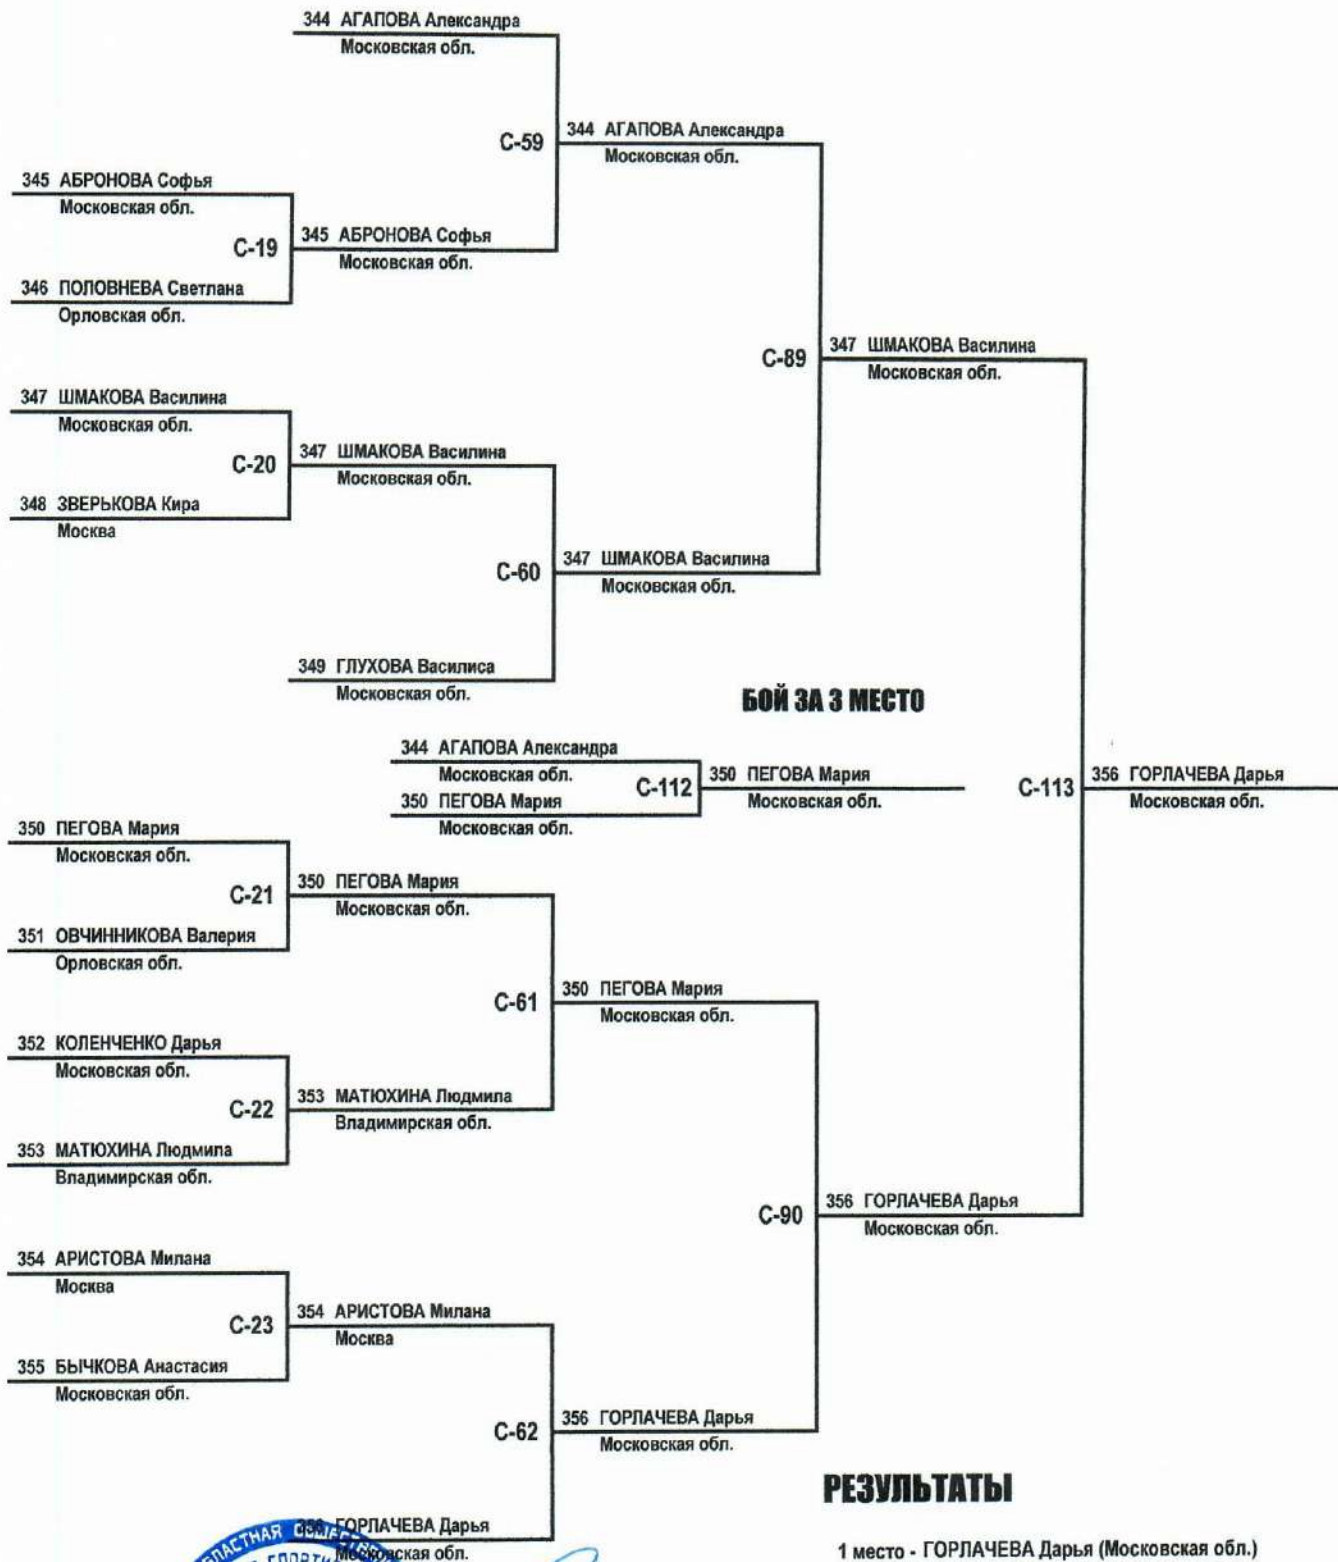 344 АГАПОВА Александра
Московская обл.
С-59
344 АГАПОВА Александра
Московская обл.
345 АБРОНОВА Софья
Московская обл.
С-19
345 АБРОНОВА Софья
Московская обл.
346 ПОЛОВНЕВА Светлана
Орловская обл.
С-89
347 ШМАКОВА Василина
Московская обл.
347 ШМАКОВА Василина
Московская обл.
С-20
347 ШМАКОВА Василина
Московская обл.
348 ЗВЕРЬКОВА Кира
Москва
С-60
347 ШМАКОВА Василина
Московская обл.
349 ГЛУХОВА Василиса
Московская обл.
БОЙ ЗА 3 МЕСТО
344 АГАПОВА Александра
Московская обл.
С-112
350 ПЕГОВА Мария
Московская обл.
350 ПЕГОВА Мария
Московская обл.
С-113
356 ГОРЛАЧЕВА Дарья
Московская обл.
350 ПЕГОВА Мария
Московская обл.
С-21
350 ПЕГОВА Мария
Московская обл.
351 ОВЧИННИКОВА Валерия
Орловская обл.
С-61
350 ПЕГОВА Мария
Московская обл.
352 КОЛЕНЧЕНКО Дарья
Московская обл.
С-22
353 МАТЮХИНА Людмила
Владимирская обл.
353 МАТЮХИНА Людмила
Владимирская обл.
С-90
356 ГОРЛАЧЕВА Дарья
Московская обл.
354 АРИСТОВА Милана
Москва
С-23
354 АРИСТОВА Милана
Москва
355 БЫЧКОВА Анастасия
Московская обл.
С-62
356 ГОРЛАЧЕВА Дарья
Московская обл.
356 ГОРЛАЧЕВА Дарья
Московская обл.
РЕЗУЛЬТАТЫ
1 место - ГОРЛАЧЕВА Дарья (Московская обл.)